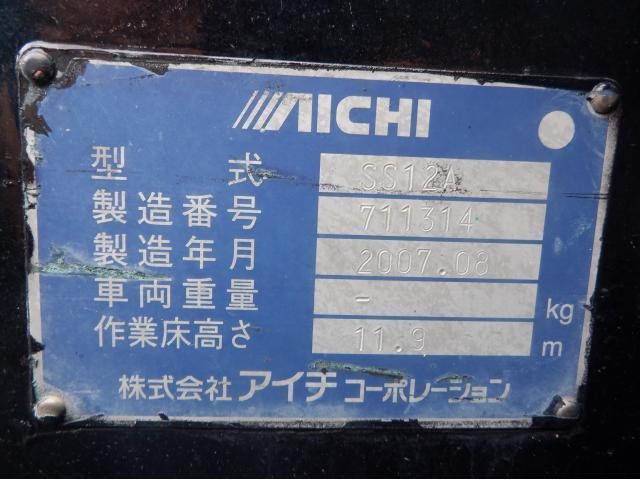 AICHI
型式 SS12A
製造番号 711314
製造年月 2007.08
車両重量 - kg
作業床高さ 11.9 m
株式会社 アイチ コーポレーション